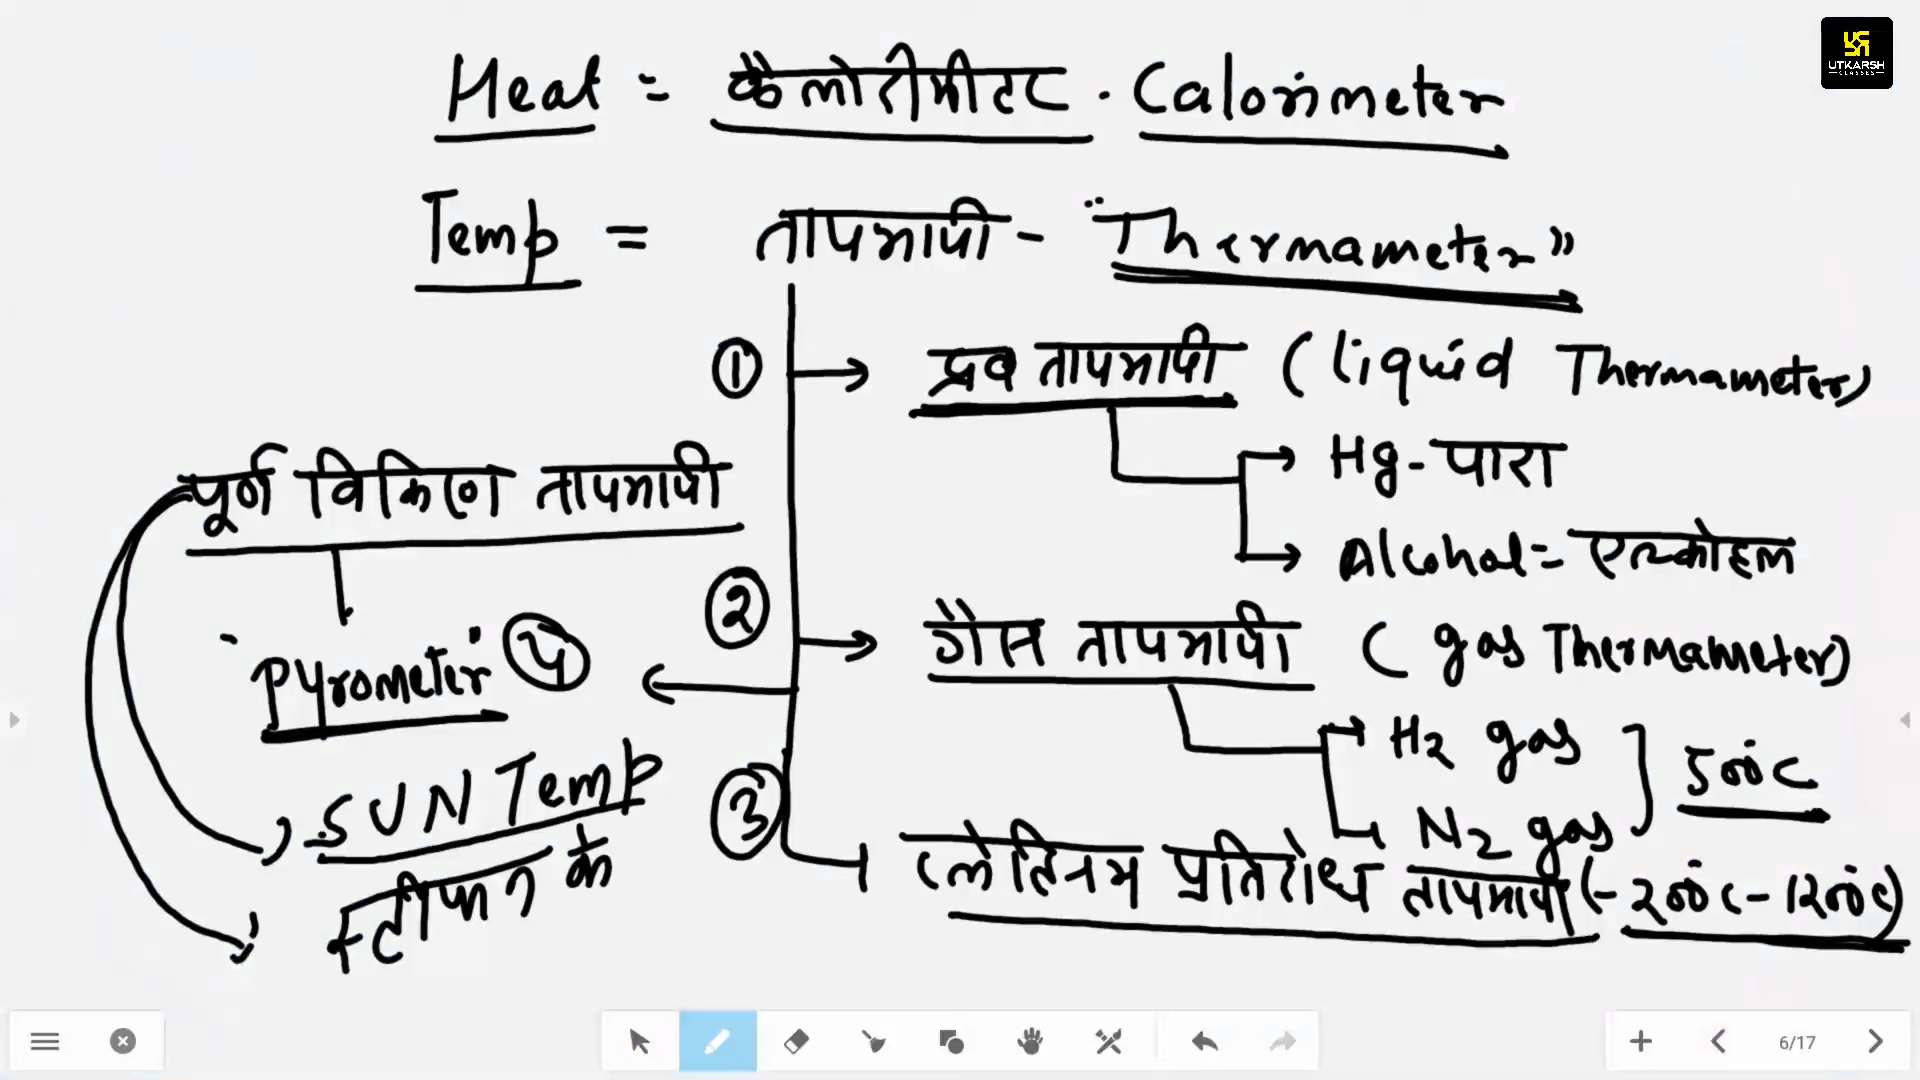 UTKARSH
CLASSES
Heat = कैलोरीमीटर . Calorimeter
Temp = तापमापी - "Thermameter"
① द्रव तापमापी (liquid Thermameter)
Hg - पारा
Alcohal = एल्कोहल
② गैस तापमापी (gas Thermameter)
H2 gas
N2 gas
500°C
③ प्लेटिनम प्रतिरोध तापमापी (-200°C - 1200°C)
पूर्ण विकिरण तापमापी
"Pyrometer" ④
SUN Temp
स्टीफन के
6/17